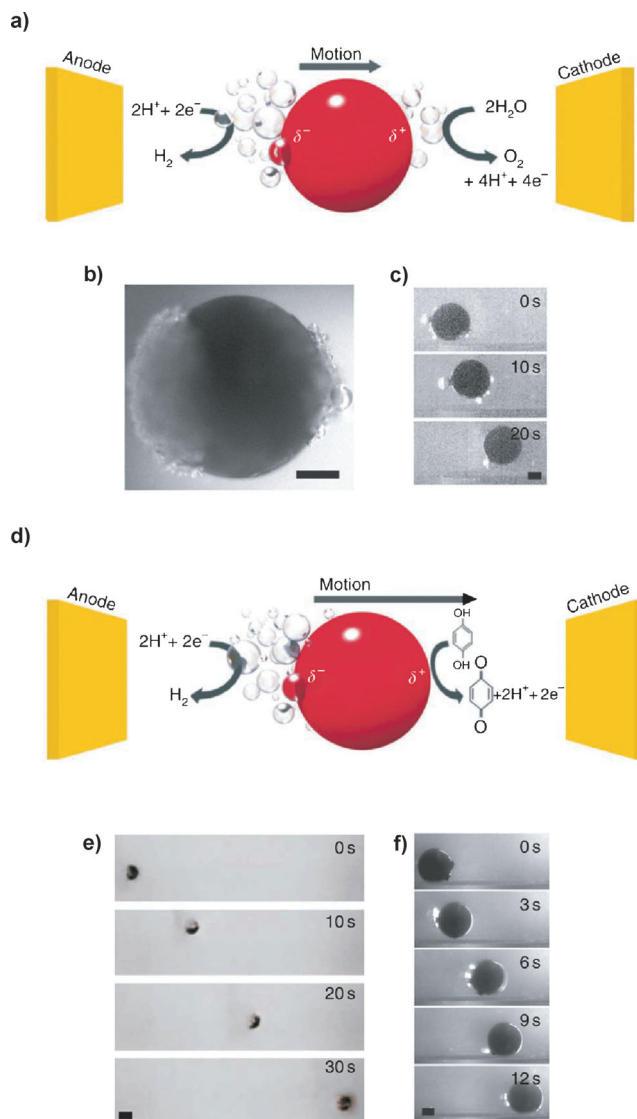 a)
Motion
Anode
Cathode
2H⁺ + 2e⁻
H₂
δ⁻
δ⁺
2H₂O
O₂
+ 4H⁺ + 4e⁻
b)
c)
0 s
10 s
20 s
d)
Motion
Anode
Cathode
2H⁺ + 2e⁻
H₂
δ⁻
δ⁺
OH
OH
O
+2H⁺ + 2e⁻
O
e)
0 s
10 s
20 s
30 s
f)
0 s
3 s
6 s
9 s
12 s